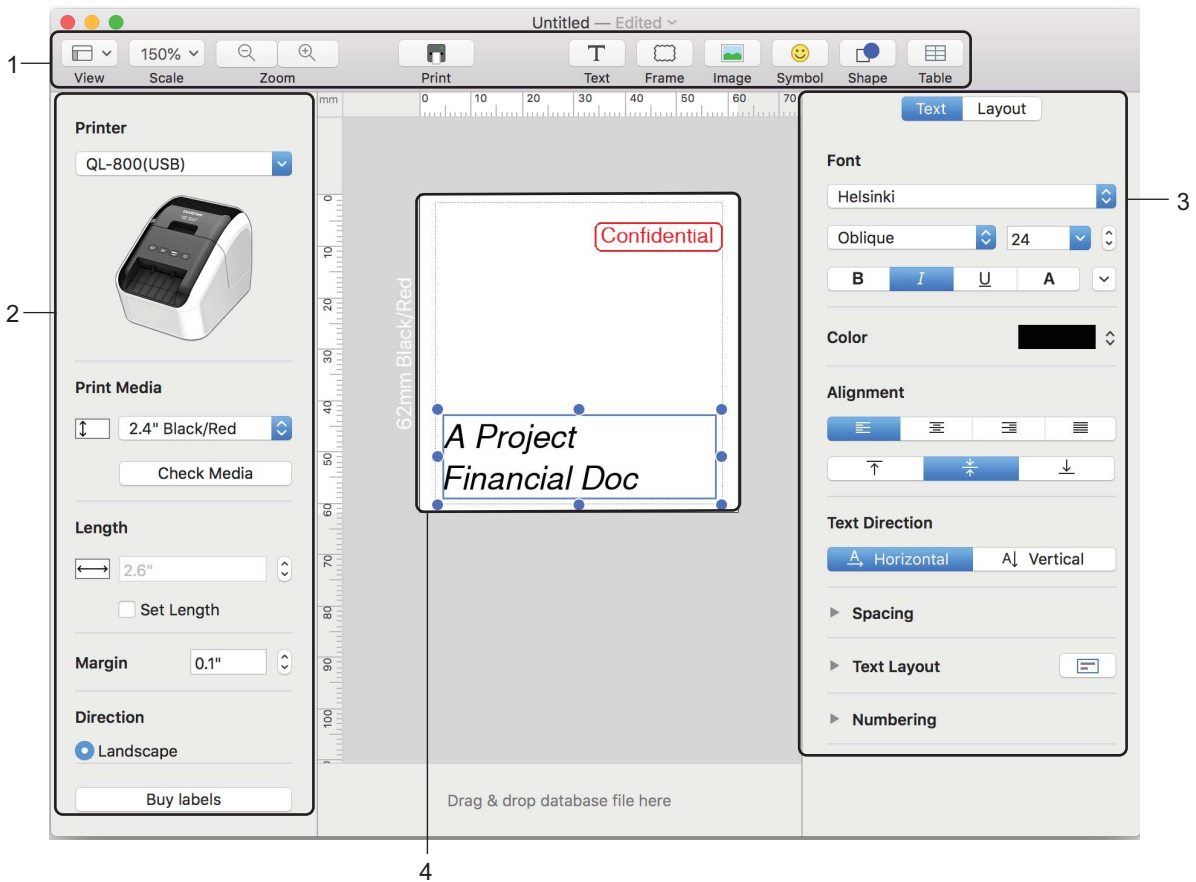 Untitled — Edited
150%
View Scale Zoom Print Text Frame Image Symbol Shape Table
1
mm 0 10 20 30 40 50 60 70
Printer
QL-800(USB)
brother
Print Media
2.4" Black/Red
Check Media
Length
2.6"
Set Length
Margin 0.1"
Direction
Landscape
Buy labels
2
0
10
20
30
40
50
60
70
80
90
100
62mm Black/Red
Confidential
A Project
Financial Doc
Drag & drop database file here
4
Text Layout
Font
Helsinki
Oblique 24
B I U A
Color
Alignment
Text Direction
A Horizontal A Vertical
Spacing
Text Layout
Numbering
3